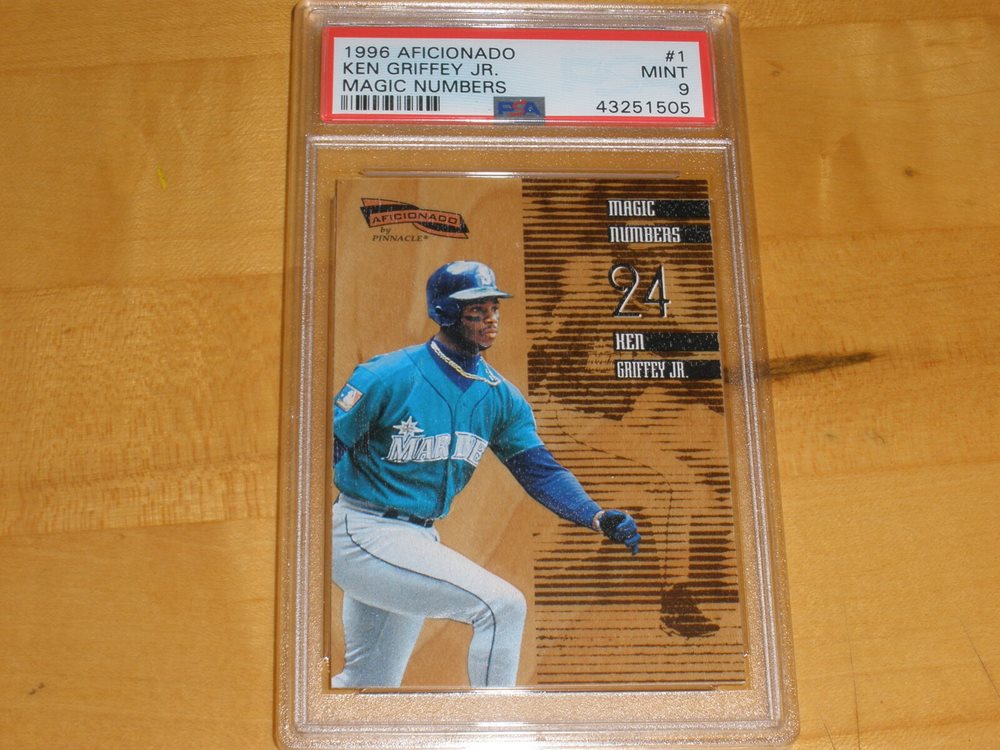 1996 AFICIONADO #1
KEN GRIFFEY JR. MINT
MAGIC NUMBERS 9
PSA 43251505
AFICIONADO
by
PINNACLE®
MAGIC
NUMBERS
24
KEN
GRIFFEY JR.
MARINE